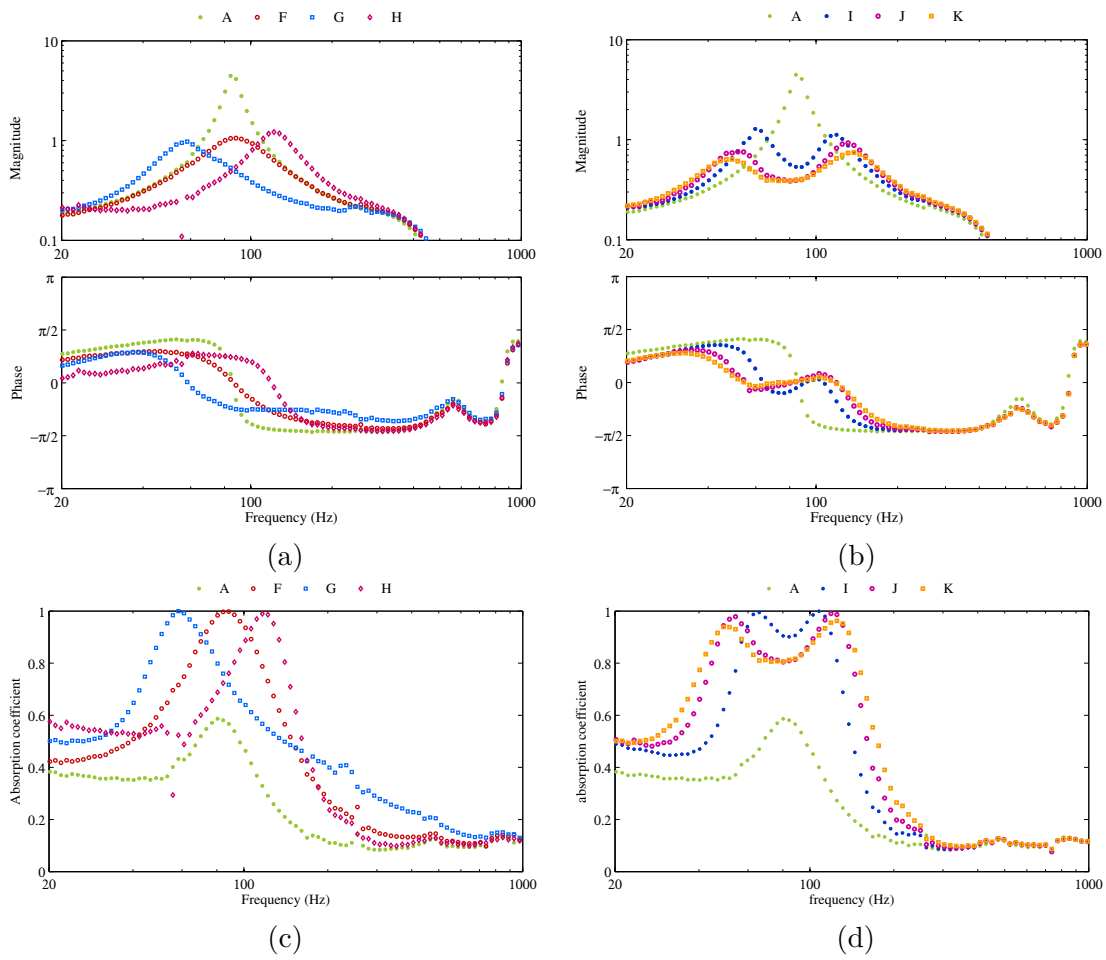 A F G H
10
1
0.1
Magnitude
20 100 1000
π
π/2
0
−π/2
−π
Phase
20 100 1000
Frequency (Hz)
(a)
A I J K
10
1
0.1
Magnitude
20 100 1000
π
π/2
0
−π/2
−π
Phase
20 100 1000
Frequency (Hz)
(b)
A F G H
1
0.8
0.6
0.4
0.2
0
Absorption coefficient
20 100 1000
Frequency (Hz)
(c)
A I J K
1
0.8
0.6
0.4
0.2
0
absorption coefficient
20 100 1000
frequency (Hz)
(d)